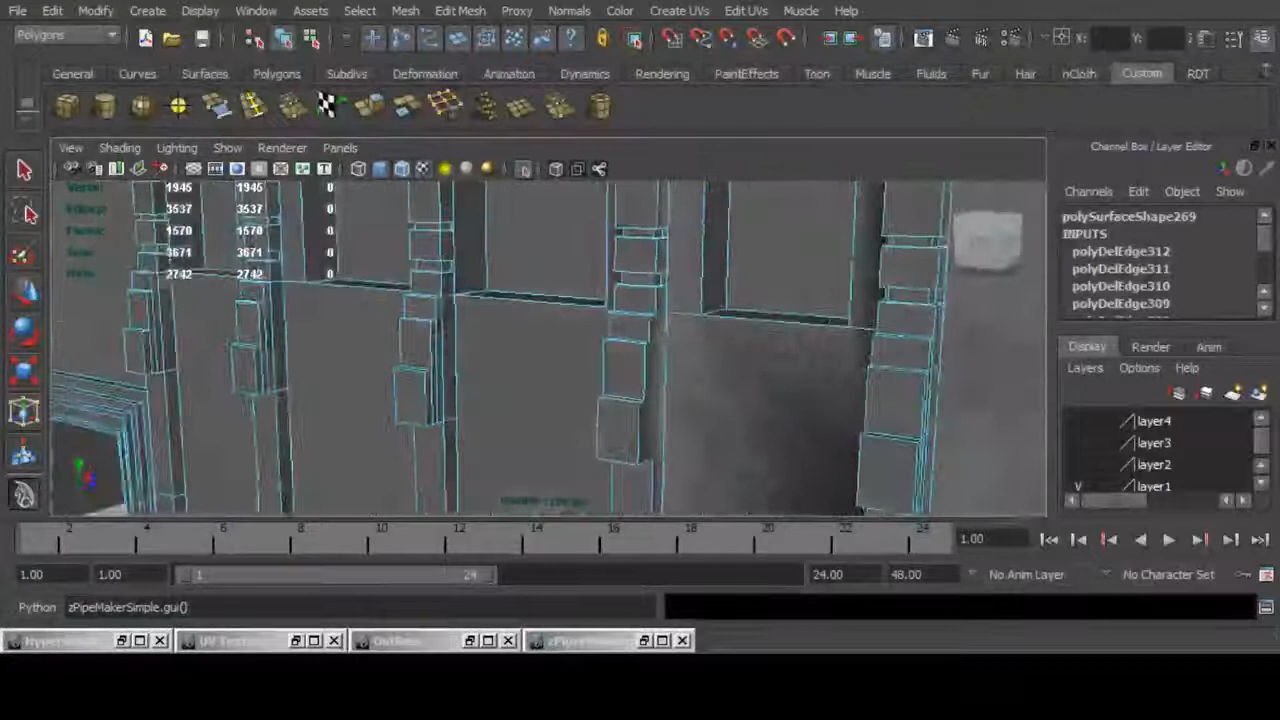 File Edit Modify Create Display Window Assets Select Mesh Edit Mesh Proxy Normals Color Create UVs Edit UVs Muscle Help
Polygons X: Y: Z:
General Curves Surfaces Polygons Subdivs Deformation Animation Dynamics Rendering PaintEffects Toon Muscle Fluids Fur Hair nCloth Custom RDT
View Shading Lighting Show Renderer Panels
Channel Box / Layer Editor
Channels Edit Object Show
1945 1945 0
3537 3537 0
1570 1570 0
3671 3671 0
2742 2742 0
polySurfaceShape269
INPUTS
polyDelEdge312
polyDelEdge311
polyDelEdge310
polyDelEdge309
Display Render Anim
Layers Options Help
layer4
layer3
layer2
V layer1
2 4 6 8 10 12 14 16 18 20 22 24 1.00
1.00 1.00 1 24 24.00 48.00 No Anim Layer No Character Set
Python zPipeMakerSimple.gui()
UV Text